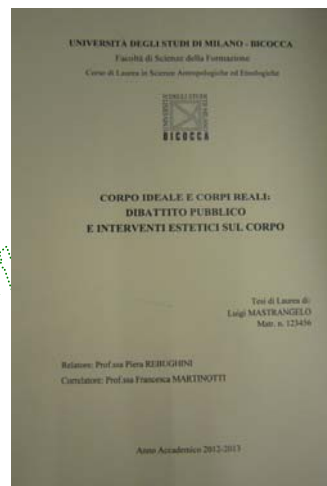 UNIVERSITÀ DEGLI STUDI DI MILANO - BICOCCA
Facoltà di Scienze della Formazione
Corso di Laurea in Scienze Antropologiche ed Etnologiche
BICOCCA
CORPO IDEALE E CORPI REALI:
DIBATTITO PUBBLICO
E INTERVENTI ESTETICI SUL CORPO
Tesi di Laurea di:
Luigi MASTRANGELO
Matr. n. 123456
Relatore: Prof.ssa Piera REBUGHINI
Correlatore: Prof.ssa Francesca MARTINOTTI
Anno Accademico 2012-2013